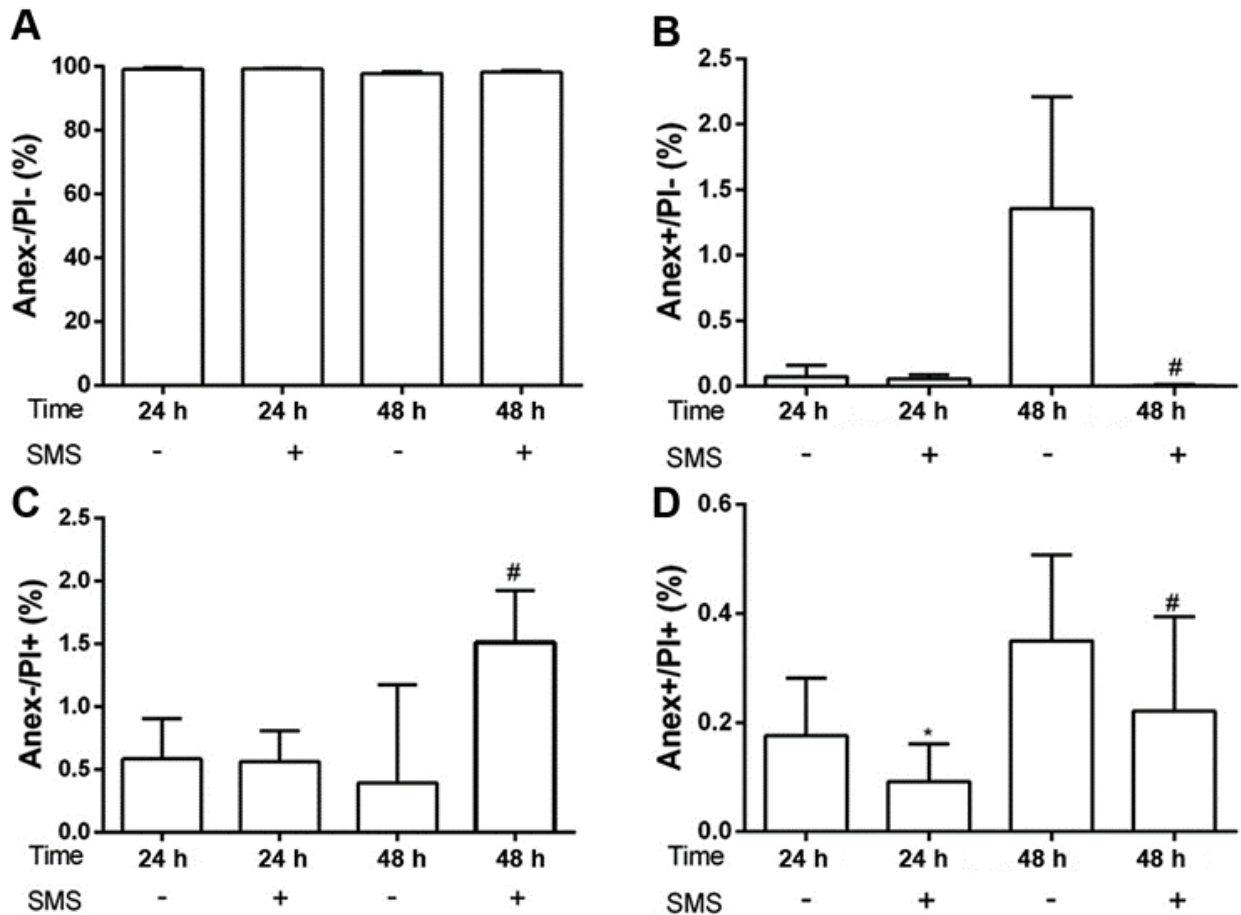 A
Anex-/PI- (%)
100
80
60
40
20
0
Time 24 h 24 h 48 h 48 h
SMS - + - +
B
Anex+/PI- (%)
2.5
2.0
1.5
1.0
0.5
0.0
#
Time 24 h 24 h 48 h 48 h
SMS - + - +
C
Anex-/PI+ (%)
2.5
2.0
1.5
1.0
0.5
0.0
#
Time 24 h 24 h 48 h 48 h
SMS - + - +
D
Anex+/PI+ (%)
0.6
0.4
0.2
0.0
*
#
Time 24 h 24 h 48 h 48 h
SMS - + - +